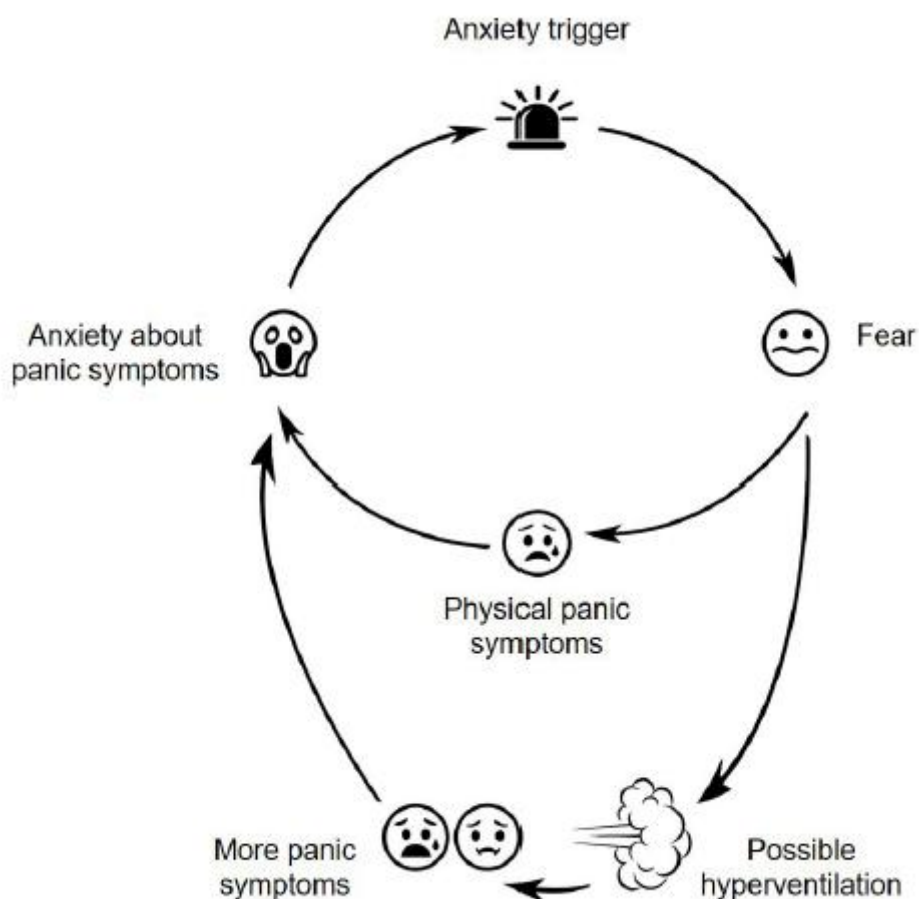 Anxiety trigger
Fear
Anxiety about
panic symptoms
Physical panic
symptoms
Possible
hyperventilation
More panic
symptoms